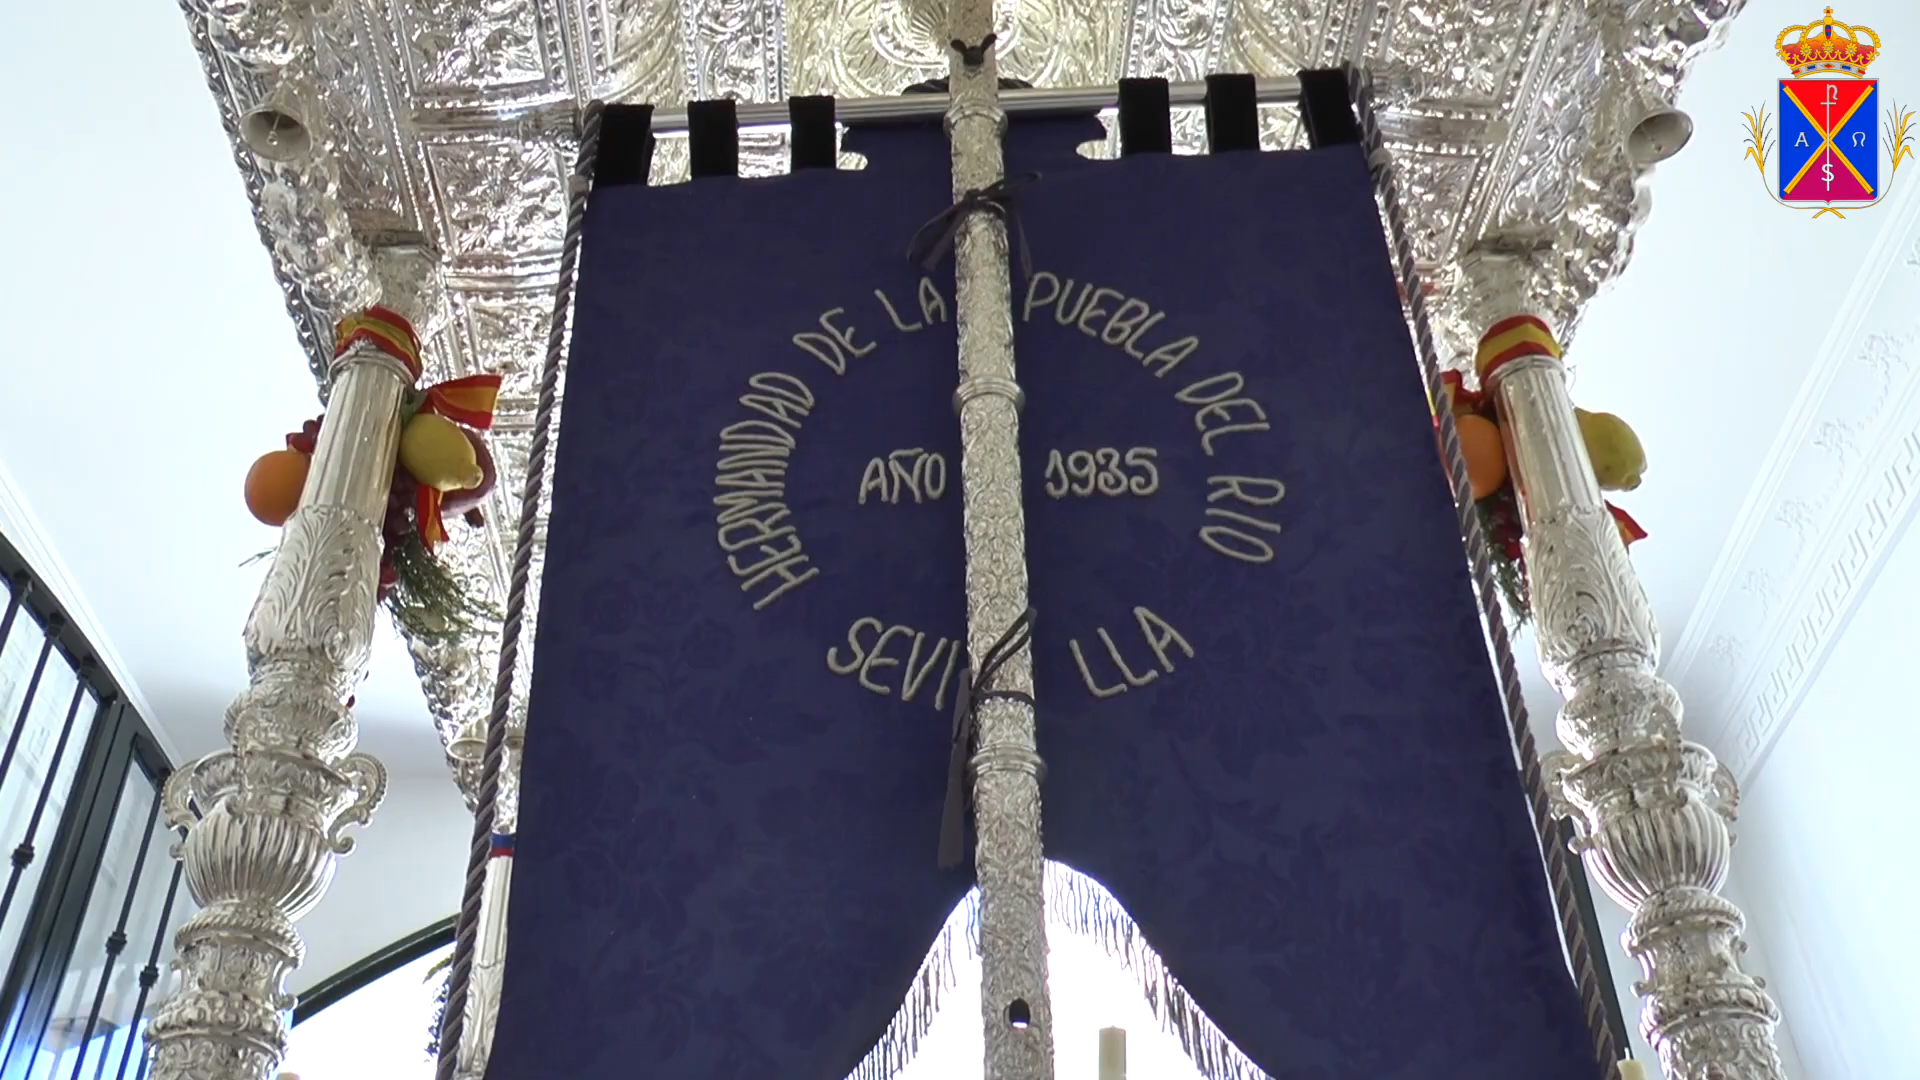 HERMANDAD DE LA PUEBLA DEL RIO
AÑO 1935
SEVILLA
A Ω
S